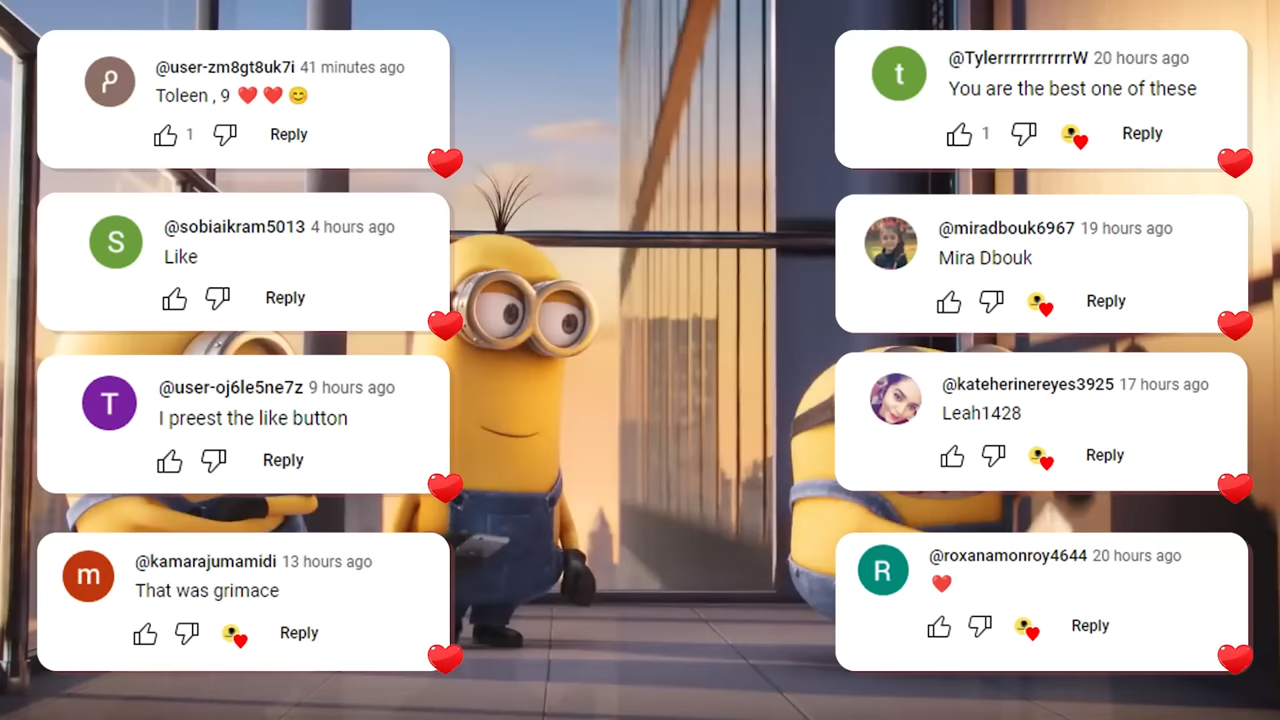 @user-zm8gt8uk7i 41 minutes ago
Toleen , 9 ❤️ ❤️ 😊
1 Reply
S
@sobiaikram5013 4 hours ago
Like
Reply
T
@user-oj6le5ne7z 9 hours ago
I preest the like button
Reply
m
@kamarajumamidi 13 hours ago
That was grimace
Reply
t
@TylerrrrrrrrrrrrW 20 hours ago
You are the best one of these
1 Reply
@miradbouk6967 19 hours ago
Mira Dbouk
Reply
@kateherinereyes3925 17 hours ago
Leah1428
Reply
R
@roxanamonroy4644 20 hours ago
❤️
Reply